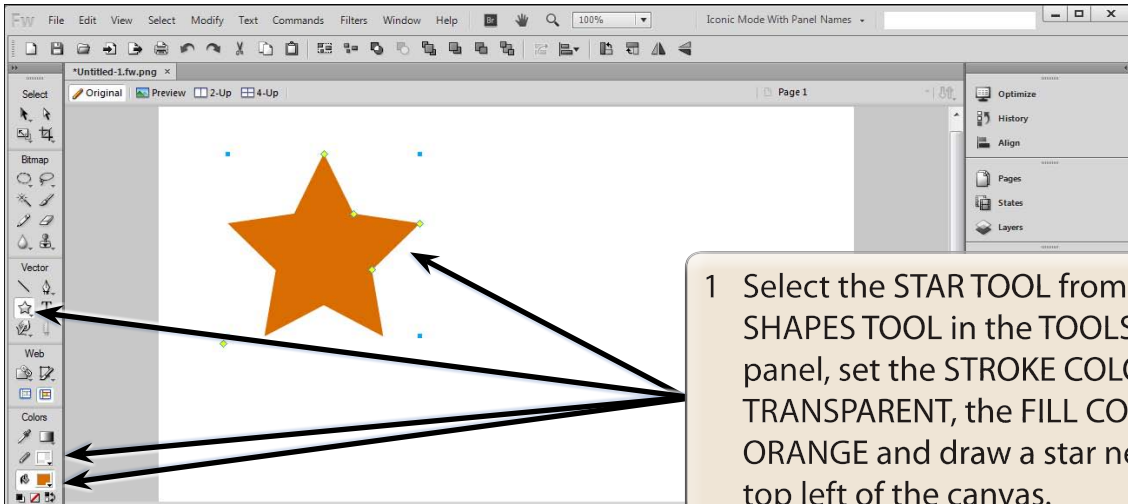 Fw File Edit View Select Modify Text Commands Filters Window Help Br 100% Iconic Mode With Panel Names
*Untitled-1.fw.png ×
Original Preview 2-Up 4-Up Page 1
Select
Bitmap
Vector
Web
Colors
Optimize
History
Align
Pages
States
Layers
1 Select the STAR TOOL from
SHAPES TOOL in the TOOLS
panel, set the STROKE COLO
TRANSPARENT, the FILL CO
ORANGE and draw a star ne
top left of the canvas.